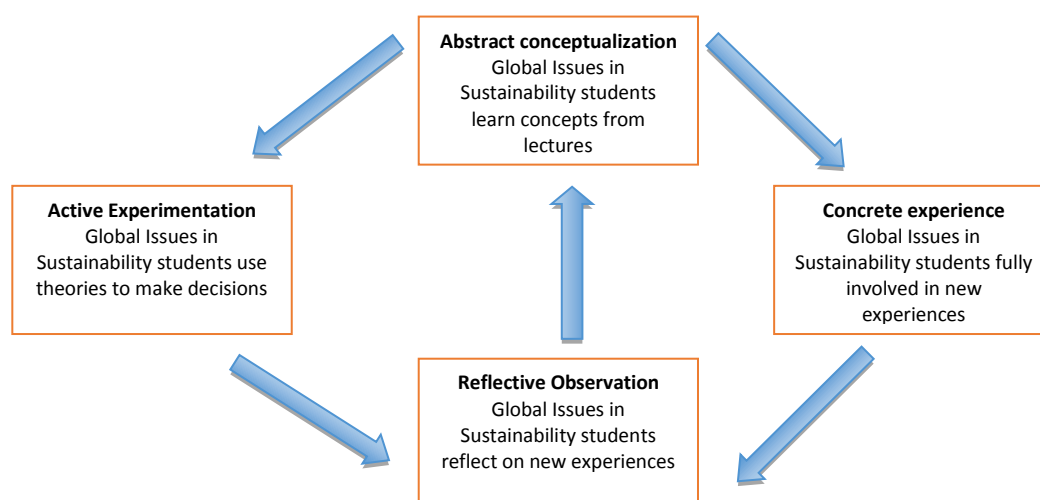 Abstract conceptualization
Global Issues in
Sustainability students
learn concepts from
lectures
Active Experimentation
Global Issues in
Sustainability students use
theories to make decisions
Concrete experience
Global Issues in
Sustainability students fully
involved in new
experiences
Reflective Observation
Global Issues in
Sustainability students
reflect on new experiences